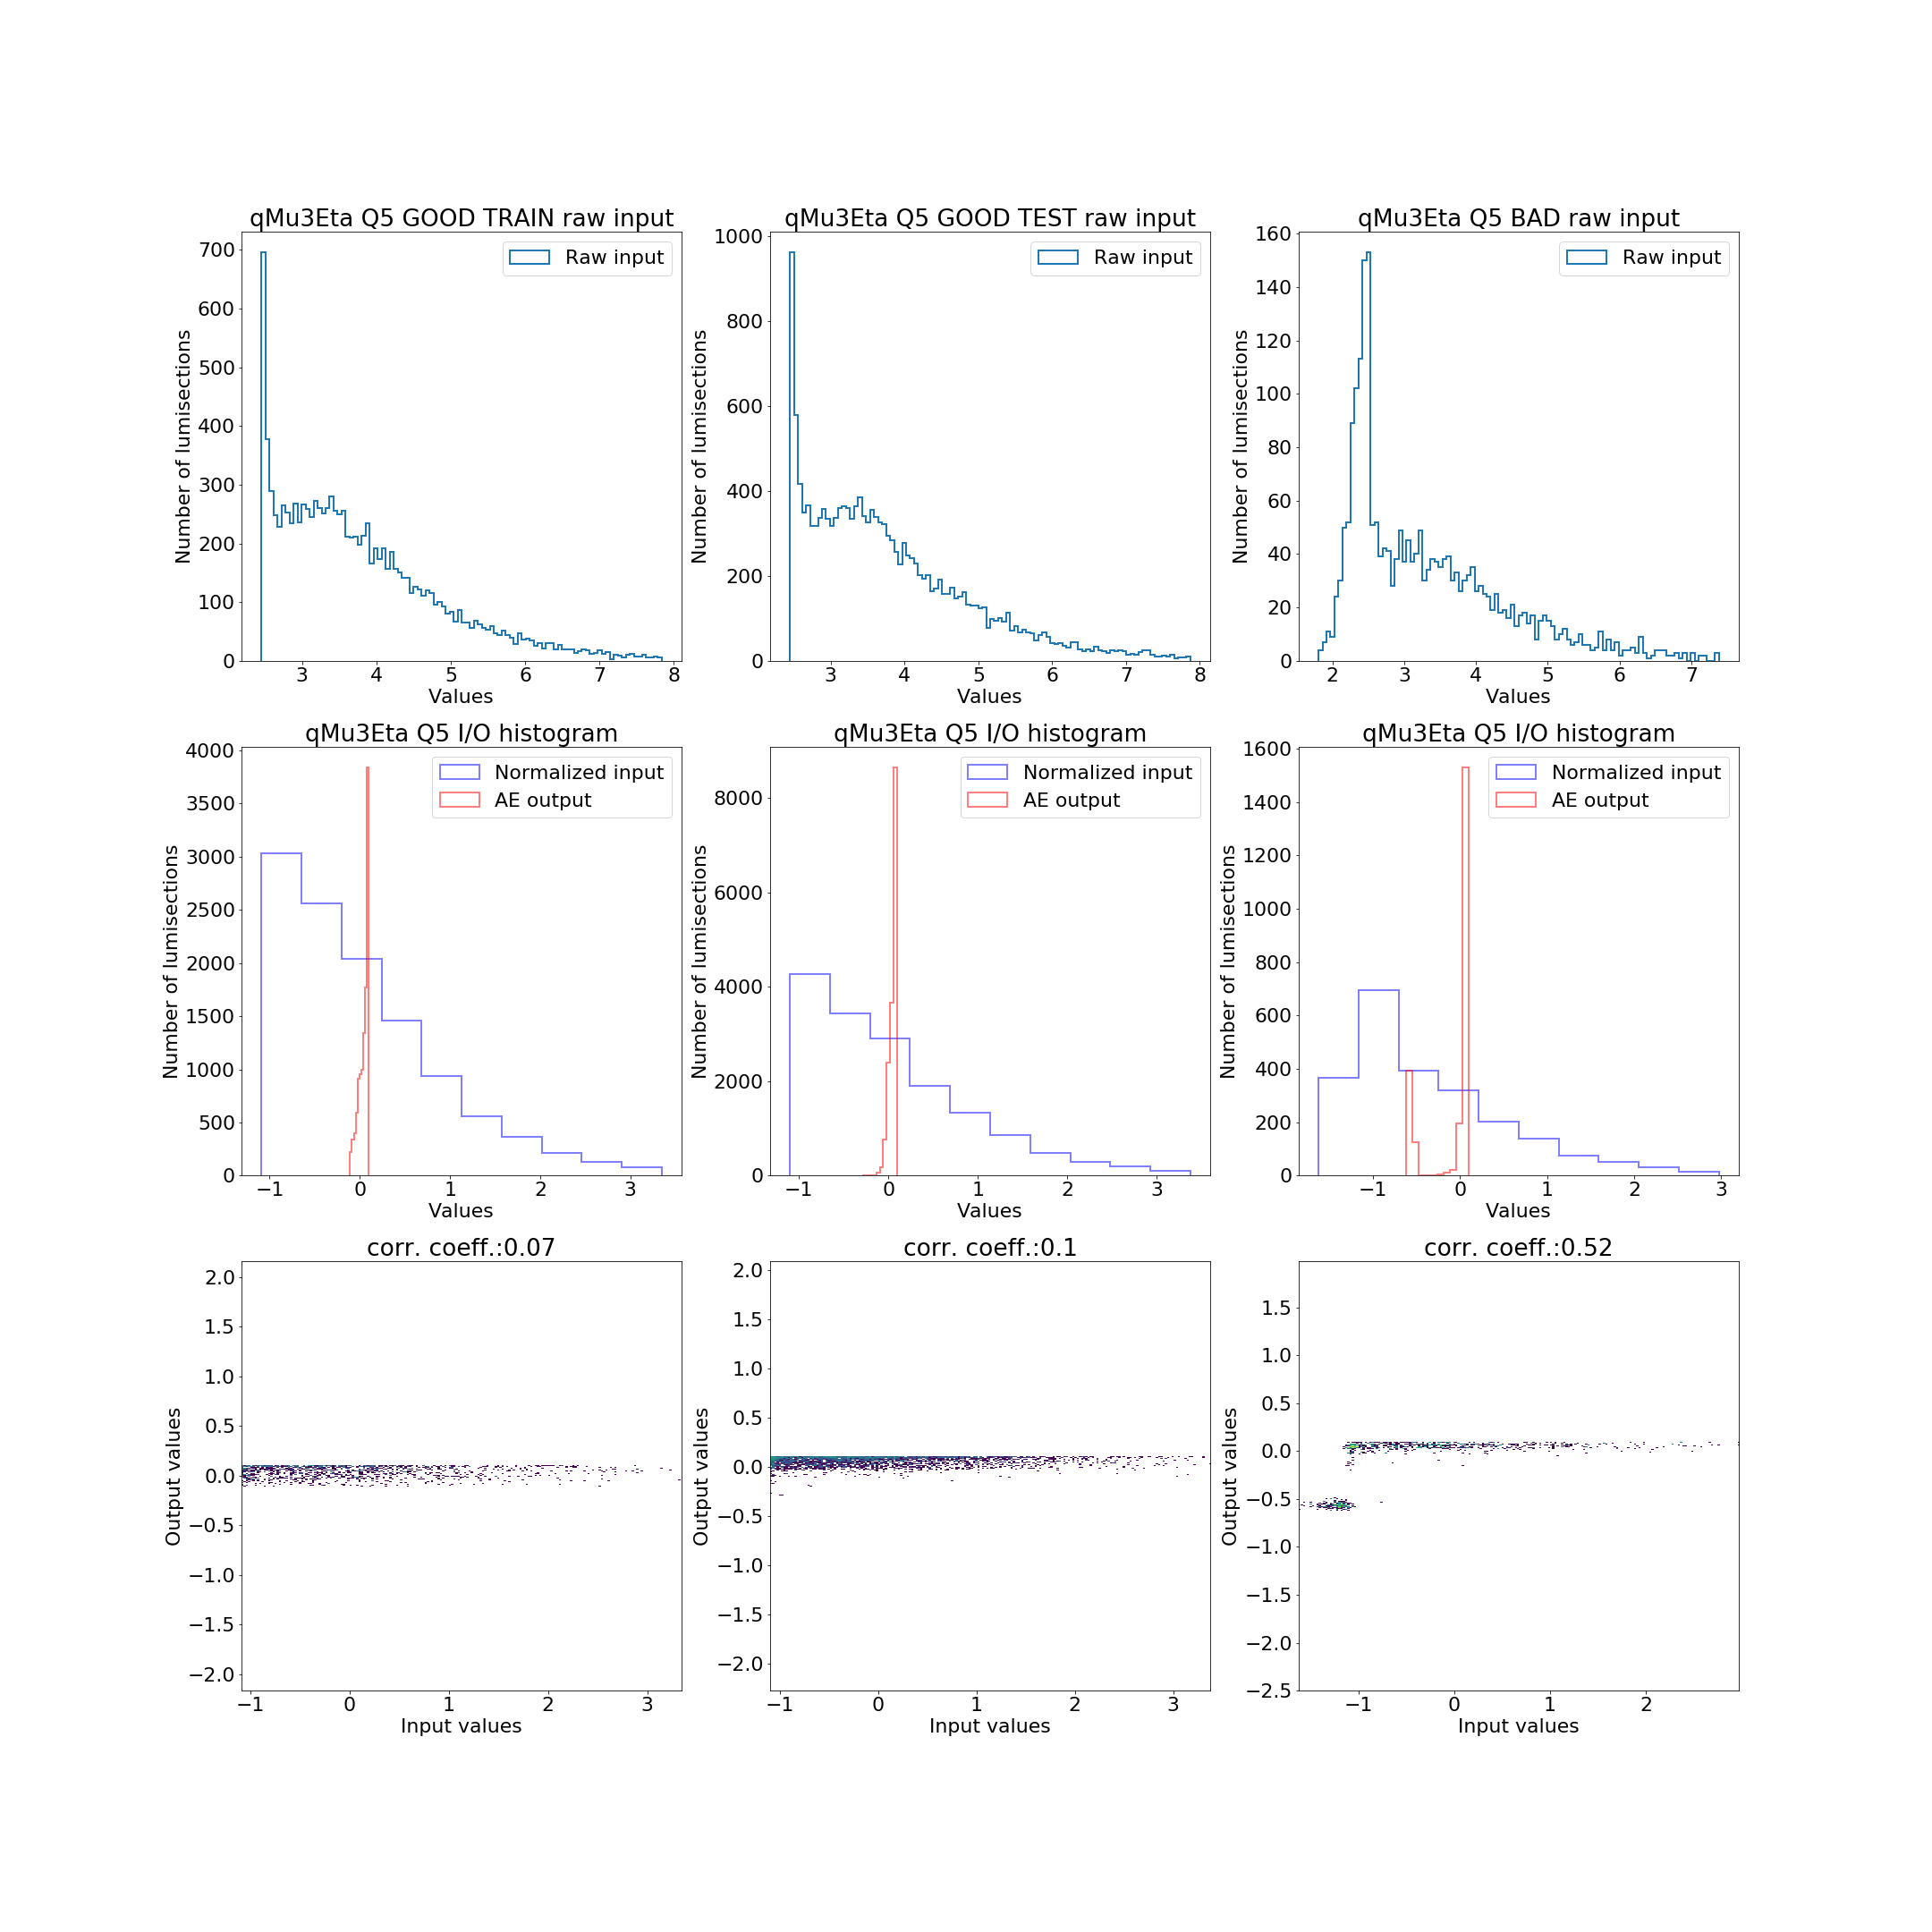 qMu3Eta Q5 GOOD TRAIN raw input
Raw input
Number of lumisections
0
100
200
300
400
500
600
700
3 4 5 6 7 8
Values
qMu3Eta Q5 GOOD TEST raw input
Raw input
Number of lumisections
0
200
400
600
800
1000
3 4 5 6 7 8
Values
qMu3Eta Q5 BAD raw input
Raw input
Number of lumisections
0
20
40
60
80
100
120
140
160
2 3 4 5 6 7
Values
qMu3Eta Q5 I/O histogram
Normalized input
AE output
Number of lumisections
0
500
1000
1500
2000
2500
3000
3500
4000
−1 0 1 2 3
Values
qMu3Eta Q5 I/O histogram
Normalized input
AE output
Number of lumisections
0
2000
4000
6000
8000
−1 0 1 2 3
Values
qMu3Eta Q5 I/O histogram
Normalized input
AE output
Number of lumisections
0
200
400
600
800
1000
1200
1400
1600
−1 0 1 2 3
Values
corr. coeff.:0.07
Output values
2.0
1.5
1.0
0.5
0.0
−0.5
−1.0
−1.5
−2.0
−1 0 1 2 3
Input values
corr. coeff.:0.1
Output values
2.0
1.5
1.0
0.5
0.0
−0.5
−1.0
−1.5
−2.0
−1 0 1 2 3
Input values
corr. coeff.:0.52
Output values
1.5
1.0
0.5
0.0
−0.5
−1.0
−1.5
−2.0
−2.5
−1 0 1 2
Input values